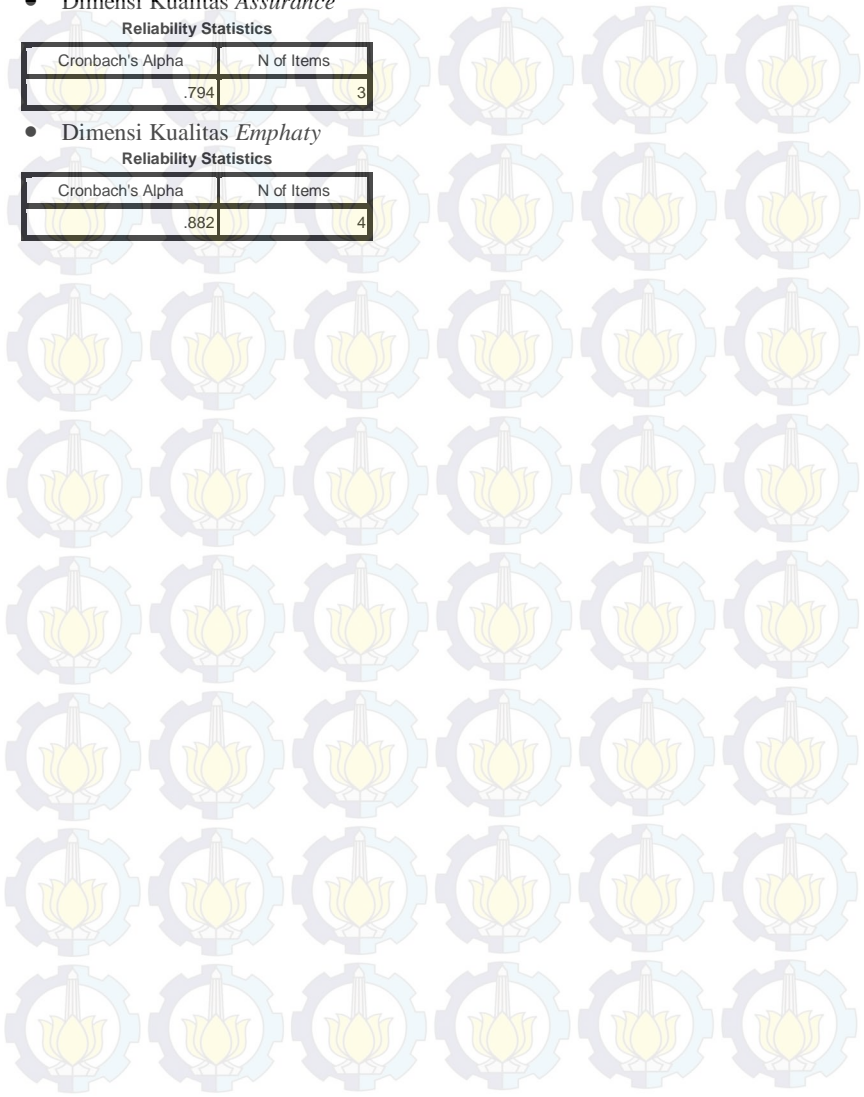 • Dimensi Kualitas Assurance
Reliability Statistics
Cronbach's Alpha N of Items
.794 3
• Dimensi Kualitas Emphaty
Reliability Statistics
Cronbach's Alpha N of Items
.882 4